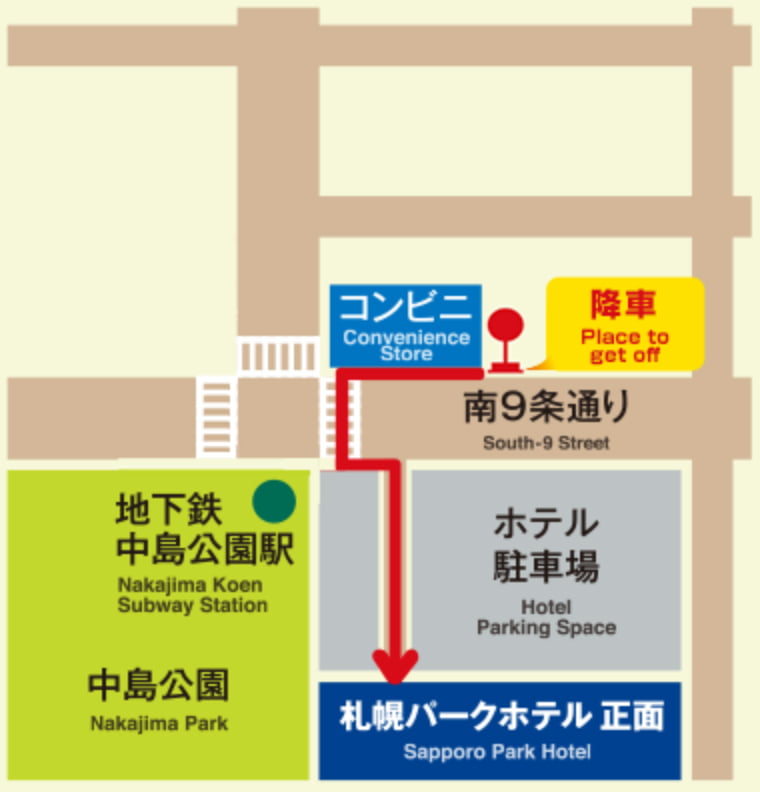 コンビニ
Convenience
Store
降車
Place to
get off
南9条通り
South-9 Street
地下鉄
中島公園駅
Nakajima Koen
Subway Station
ホテル
駐車場
Hotel
Parking Space
中島公園
Nakajima Park
札幌パークホテル 正面
Sapporo Park Hotel